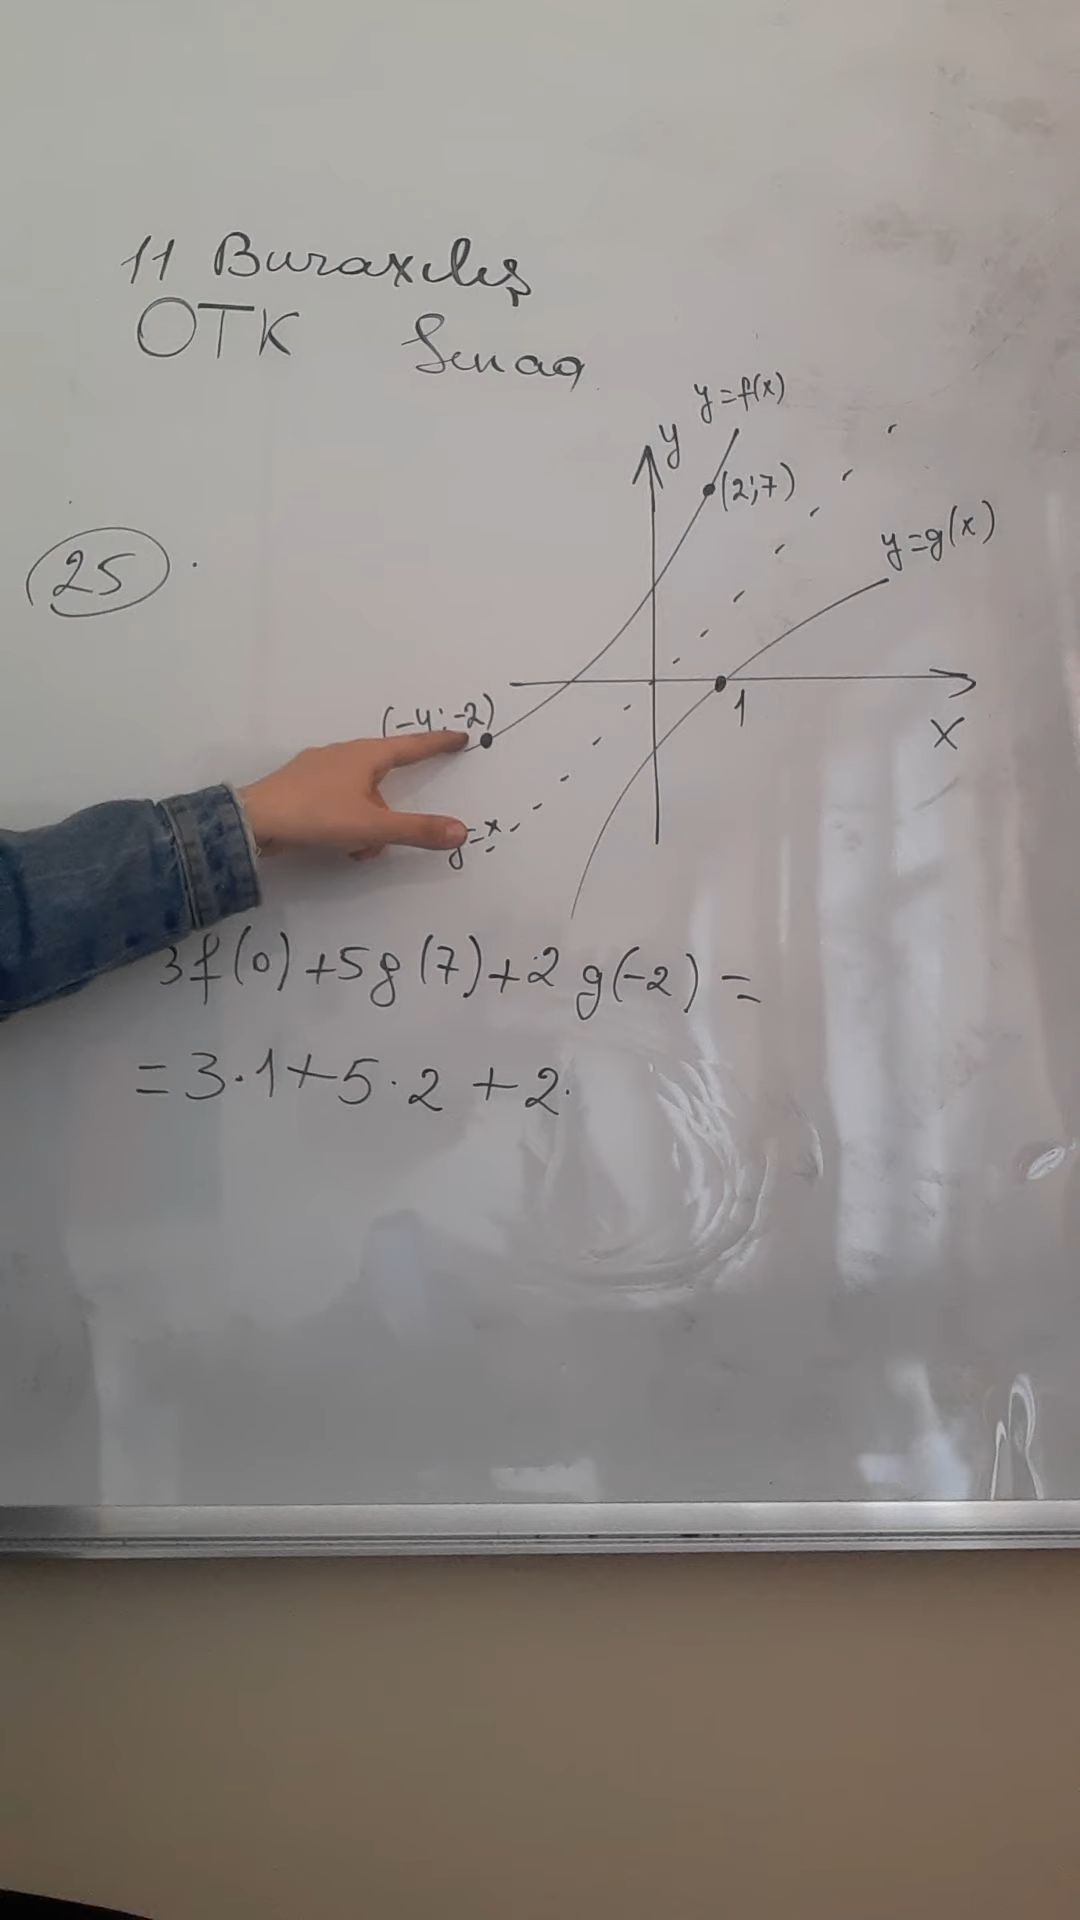 11 Buraxılış
OTK Sınaq
y=f(x)
y
(2;7)
y=g(x)
25.
(-4;-2)
1
x
y=x
3f(0)+5g(7)+2g(-2)=
=3·1+5·2+2·